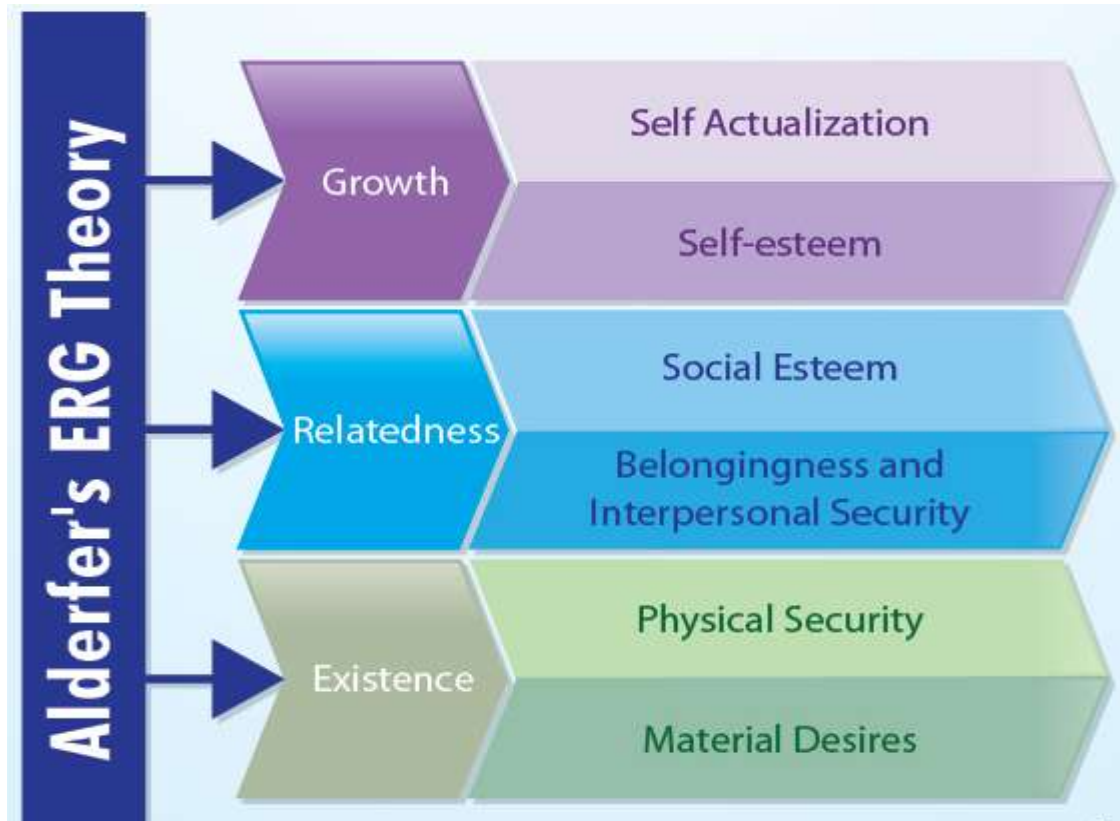 Alderfer's ERG Theory
Growth
Self Actualization
Self-esteem
Relatedness
Social Esteem
Belongingness and
Interpersonal Security
Existence
Physical Security
Material Desires